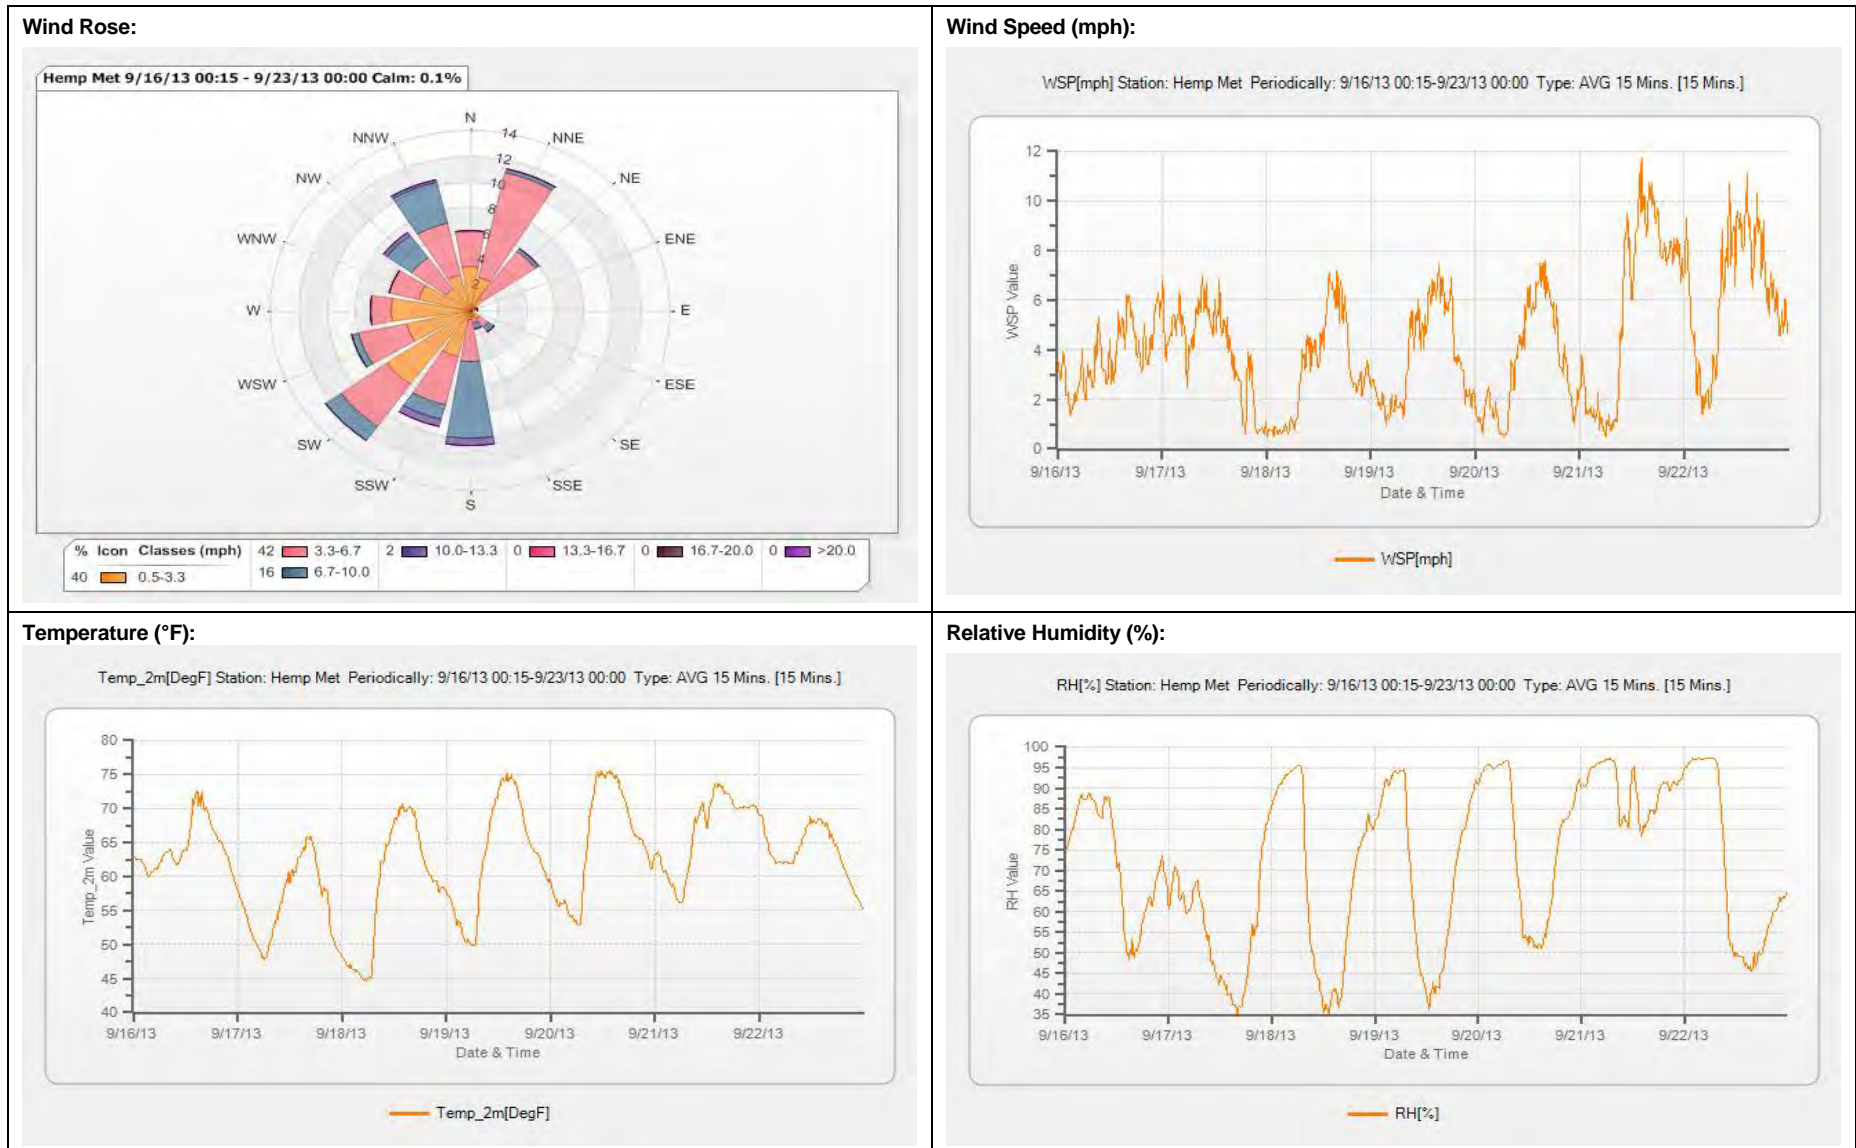 Wind Rose:
Hemp Met 9/16/13 00:15 - 9/23/13 00:00 Calm: 0.1%
N
NNE
NE
ENE
E
ESE
SE
SSE
S
SSW
SW
WSW
W
WNW
NW
NNW
14
12
10
8
6
4
2
% Icon Classes (mph)
40 0.5-3.3
42 3.3-6.7
16 6.7-10.0
2 10.0-13.3
0 13.3-16.7
0 16.7-20.0
0 >20.0
Wind Speed (mph):
WSP[mph] Station: Hemp Met Periodically: 9/16/13 00:15-9/23/13 00:00 Type: AVG 15 Mins. [15 Mins.]
WSP Value
12
10
8
6
4
2
0
9/16/13 9/17/13 9/18/13 9/19/13 9/20/13 9/21/13 9/22/13
Date & Time
WSP[mph]
Temperature (°F):
Temp_2m[DegF] Station: Hemp Met Periodically: 9/16/13 00:15-9/23/13 00:00 Type: AVG 15 Mins. [15 Mins.]
Temp_2m Value
80
75
70
65
60
55
50
45
40
9/16/13 9/17/13 9/18/13 9/19/13 9/20/13 9/21/13 9/22/13
Date & Time
Temp_2m[DegF]
Relative Humidity (%):
RH[%] Station: Hemp Met Periodically: 9/16/13 00:15-9/23/13 00:00 Type: AVG 15 Mins. [15 Mins.]
RH Value
100
95
90
85
80
75
70
65
60
55
50
45
40
35
9/16/13 9/17/13 9/18/13 9/19/13 9/20/13 9/21/13 9/22/13
Date & Time
RH[%]